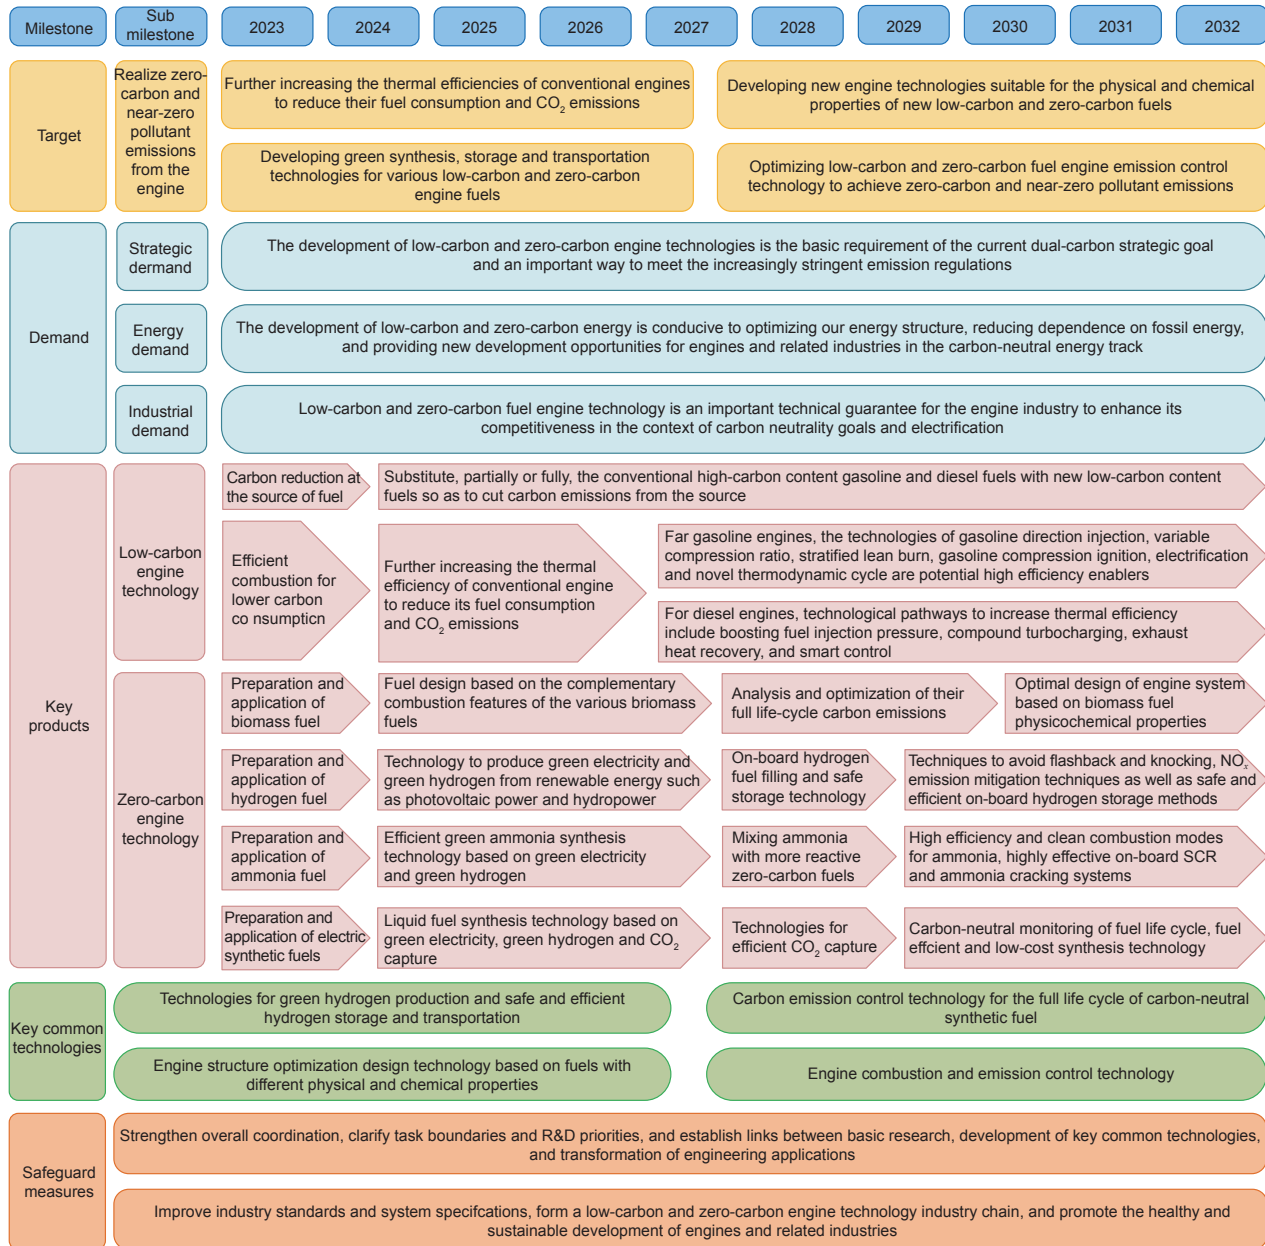 Milestone
Sub
milestone
2023
2024
2025
2026
2027
2028
2029
2030
2031
2032
Target
Realize zero-
carbon and
near-zero
pollutant
emissions
from the
engine
Further increasing the thermal efficiencies of conventional engines
to reduce their fuel consumption and CO₂ emissions
Developing new engine technologies suitable for the physical and chemical
properties of new low-carbon and zero-carbon fuels
Developing green synthesis, storage and transportation
technologies for various low-carbon and zero-carbon
engine fuels
Optimizing low-carbon and zero-carbon fuel engine emission control
technology to achieve zero-carbon and near-zero pollutant emissions
Demand
Strategic
dermand
The development of low-carbon and zero-carbon engine technologies is the basic requirement of the current dual-carbon strategic goal
and an important way to meet the increasingly stringent emission regulations
Energy
demand
The development of low-carbon and zero-carbon energy is conducive to optimizing our energy structure, reducing dependence on fossil energy,
and providing new development opportunities for engines and related industries in the carbon-neutral energy track
Industrial
demand
Low-carbon and zero-carbon fuel engine technology is an important technical guarantee for the engine industry to enhance its
competitiveness in the context of carbon neutrality goals and electrification
Key
products
Low-carbon
engine
technology
Carbon reduction at
the source of fuel
Substitute, partially or fully, the conventional high-carbon content gasoline and diesel fuels with new low-carbon content
fuels so as to cut carbon emissions from the source
Efficient
combustion for
lower carbon
co nsumpticn
Further increasing the thermal
efficiency of conventional engine
to reduce its fuel consumption
and CO₂ emissions
Far gasoline engines, the technologies of gasoline direction injection, variable
compression ratio, stratified lean burn, gasoline compression ignition, electrification
and novel thermodynamic cycle are potential high efficiency enablers
For diesel engines, technological pathways to increase thermal efficiency
include boosting fuel injection pressure, compound turbocharging, exhaust
heat recovery, and smart control
Zero-carbon
engine
technology
Preparation and
application of
biomass fuel
Fuel design based on the complementary
combustion features of the various briomass
fuels
Analysis and optimization of their
full life-cycle carbon emissions
Optimal design of engine system
based on biomass fuel
physicochemical properties
Preparation and
application of
hydrogen fuel
Technology to produce green electricity and
green hydrogen from renewable energy such
as photovoltaic power and hydropower
On-board hydrogen
fuel filling and safe
storage technology
Techniques to avoid flashback and knocking, NOₓ
emission mitigation techniques as well as safe and
efficient on-board hydrogen storage methods
Preparation and
application of
ammonia fuel
Efficient green ammonia synthesis
technology based on green electricity
and green hydrogen
Mixing ammonia
with more reactive
zero-carbon fuels
High efficiency and clean combustion modes
for ammonia, highly effective on-board SCR
and ammonia cracking systems
Preparation and
application of electric
synthetic fuels
Liquid fuel synthesis technology based on
green electricity, green hydrogen and CO₂
capture
Technologies for
efficient CO₂ capture
Carbon-neutral monitoring of fuel life cycle, fuel
effcient and low-cost synthesis technology
Key common
technologies
Technologies for green hydrogen production and safe and efficient
hydrogen storage and transportation
Carbon emission control technology for the full life cycle of carbon-neutral
synthetic fuel
Engine structure optimization design technology based on fuels with
different physical and chemical properties
Engine combustion and emission control technology
Safeguard
measures
Strengthen overall coordination, clarify task boundaries and R&D priorities, and establish links between basic research, development of key common technologies,
and transformation of engineering applications
Improve industry standards and system specifcations, form a low-carbon and zero-carbon engine technology industry chain, and promote the healthy and
sustainable development of engines and related industries